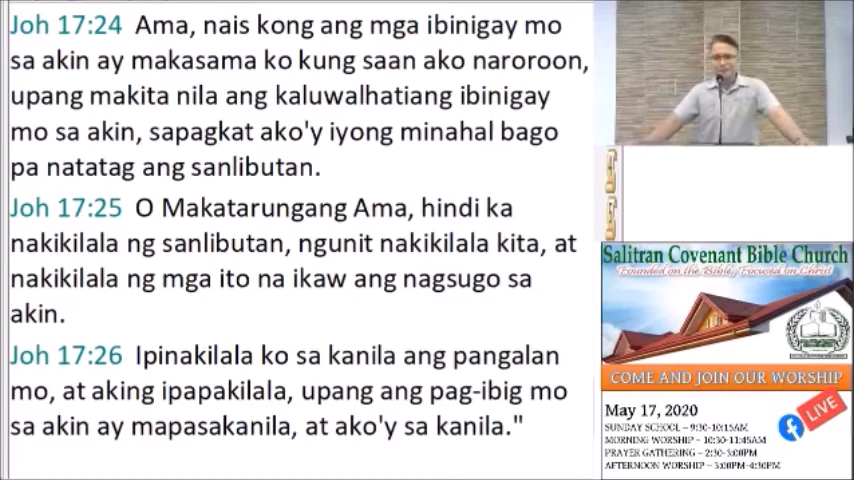 Joh 17:24 Ama, nais kong ang mga ibinigay mo
sa akin ay makasama ko kung saan ako naroroon,
upang makita nila ang kaluwalhatiang ibinigay
mo sa akin, sapagkat ako'y iyong minahal bago
pa natatag ang sanlibutan.
Joh 17:25 O Makatarungang Ama, hindi ka
nakikilala ng sanlibutan, ngunit nakikilala kita, at
nakikilala ng mga ito na ikaw ang nagsugo sa
akin.
Joh 17:26 Ipinakilala ko sa kanila ang pangalan
mo, at aking ipapakilala, upang ang pag-ibig mo
sa akin ay mapasakanila, at ako'y sa kanila."
Salitran Covenant Bible Church
Founded on the Bible, Focused on Christ
COME AND JOIN OUR WORSHIP
May 17, 2020
LIVE
SUNDAY SCHOOL – 9:30-10:15AM
MORNING WORSHIP – 10:30-11:45AM
PRAYER GATHERING – 2:30-3:00PM
AFTERNOON WORSHIP – 3:00PM-4:30PM